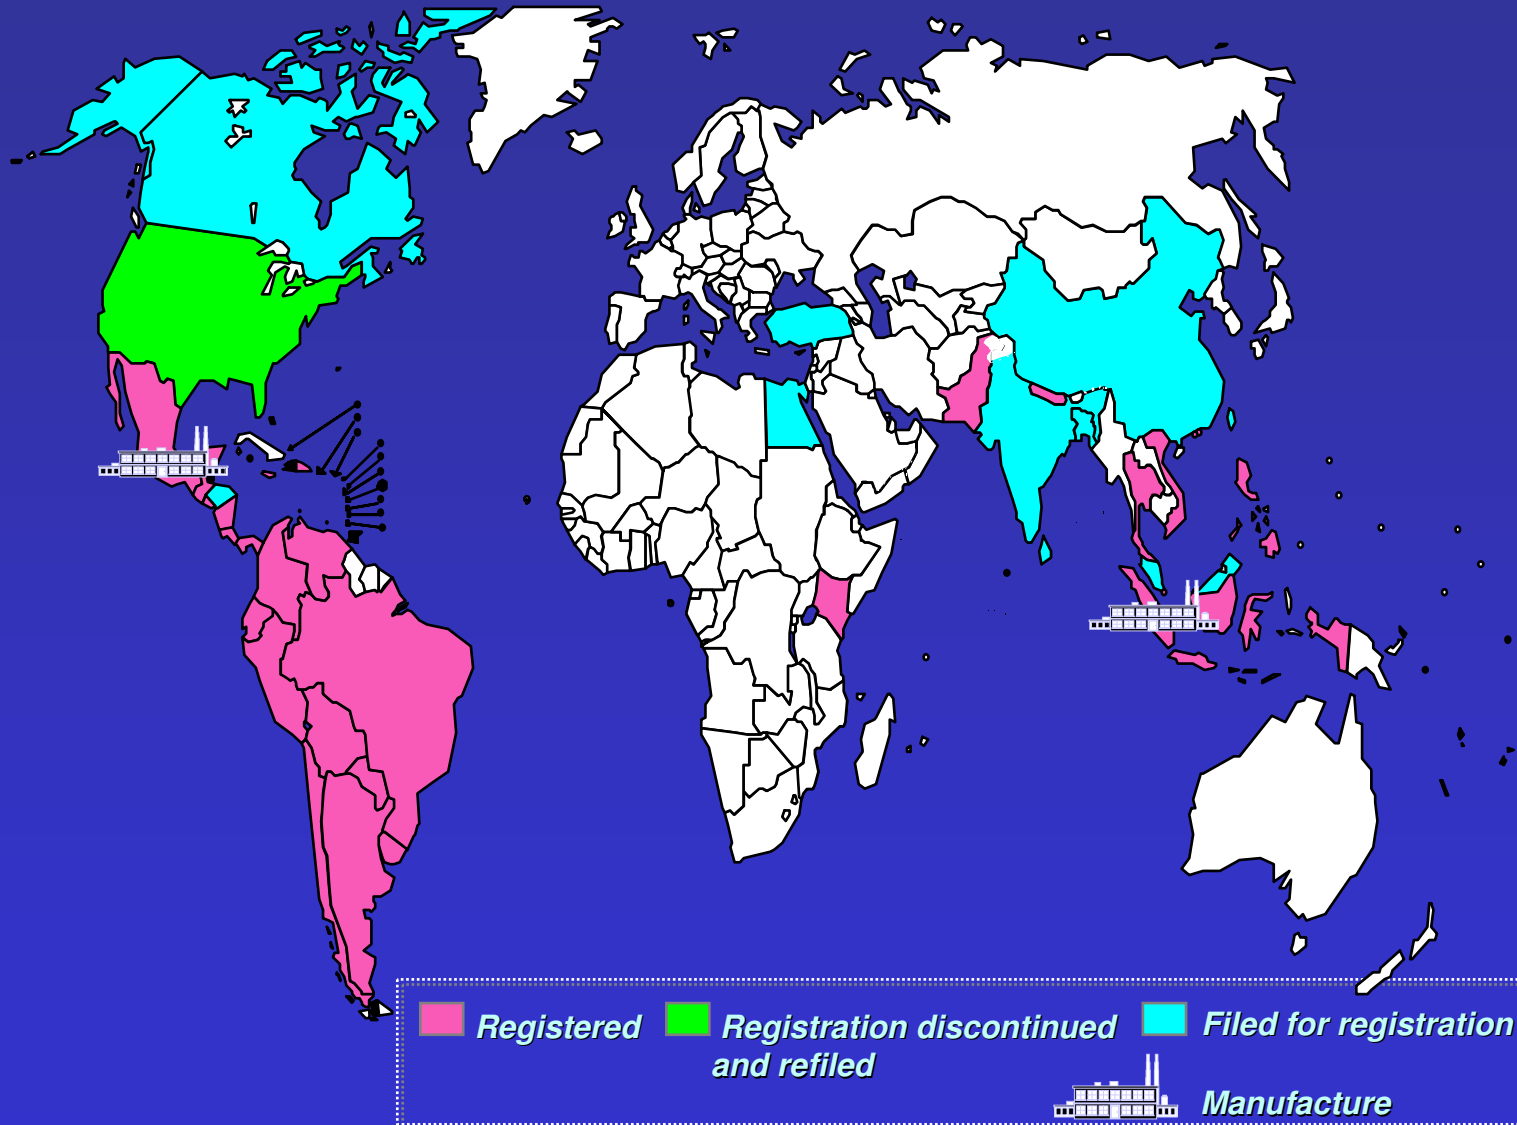 Registered
Registration discontinued
and refiled
Filed for registration
Manufacture